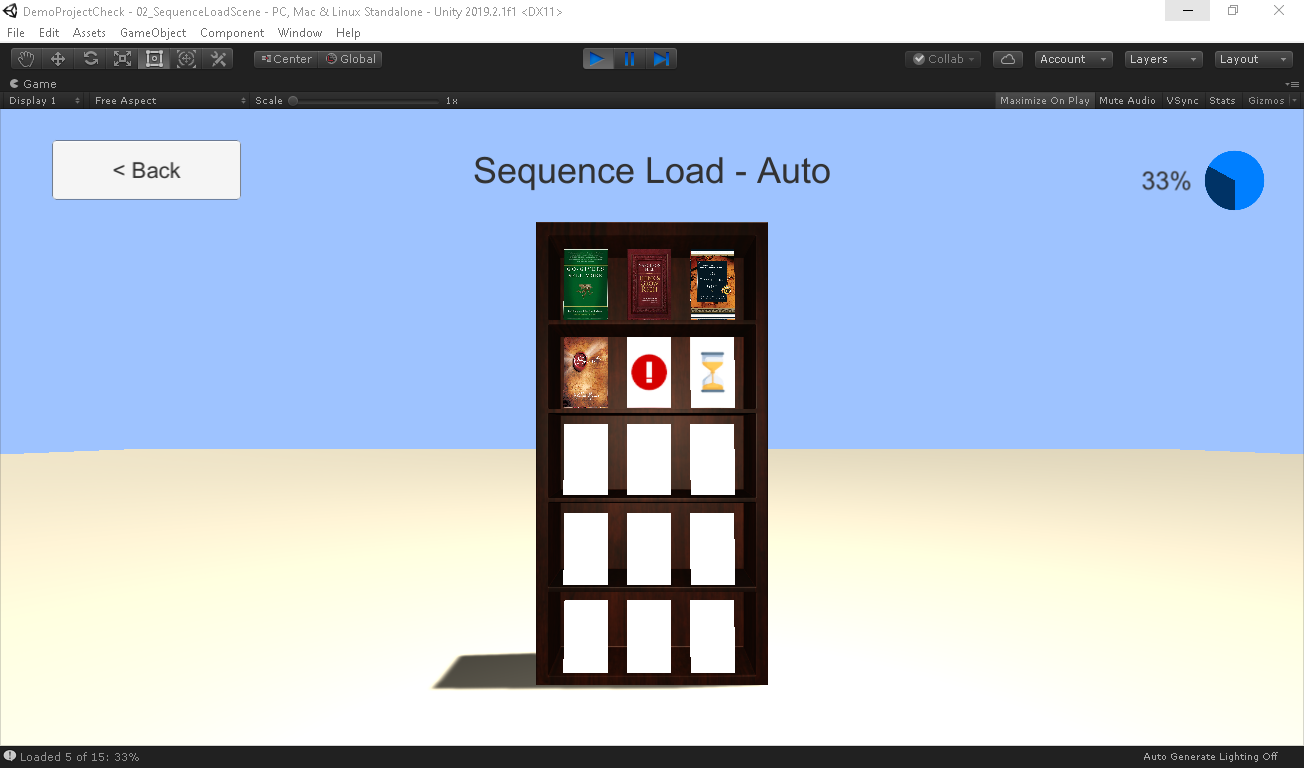 DemoProjectCheck - 02_SequenceLoadScene - PC, Mac & Linux Standalone - Unity 2019.2.1f1 <DX11>
File Edit Assets GameObject Component Window Help
Center Global Collab Account Layers Layout
Game
Display 1 Free Aspect Scale 1x Maximize On Play Mute Audio VSync Stats Gizmos
< Back
Sequence Load - Auto
33%
Loaded 5 of 15: 33%
Auto Generate Lighting Off